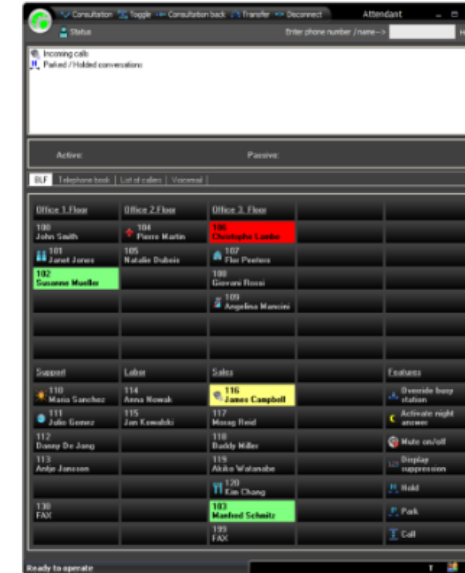 Consultation Toggle Consultation back Transfer Disconnect Attendant
Status Enter phone number / name-->
Incoming calls
Parked / Holded conversations
Active: Passive:
BLF Telephone book | List of callers | Voicemail |
Office 1.Floor Office 2.Floor Office 3. Floor
100 104 106
John Smith Pierre Martin Christophe
101 105 107
Janet Jones Natalie Dubois Flor Peeters
102 108
Susanne Mueller Giovani Rossi
109
Angelina Mancini
Support Labor Sales Features
110 114 116 Override busy station
Maria Sanchez Anna Nowak James Campbell
111 115 117 Activate night answer
Julio Gomez Jan Kowalski Morag Reid
112 118 Mute on/off
Danny De Jong Buddy Miller
113 119 Display suppression
Antje Janssen Akiko Watanabe
120 Hold
Kim Chang
130 103 Park
FAX Manfred Schmitz
199 Call
FAX
Ready to operate